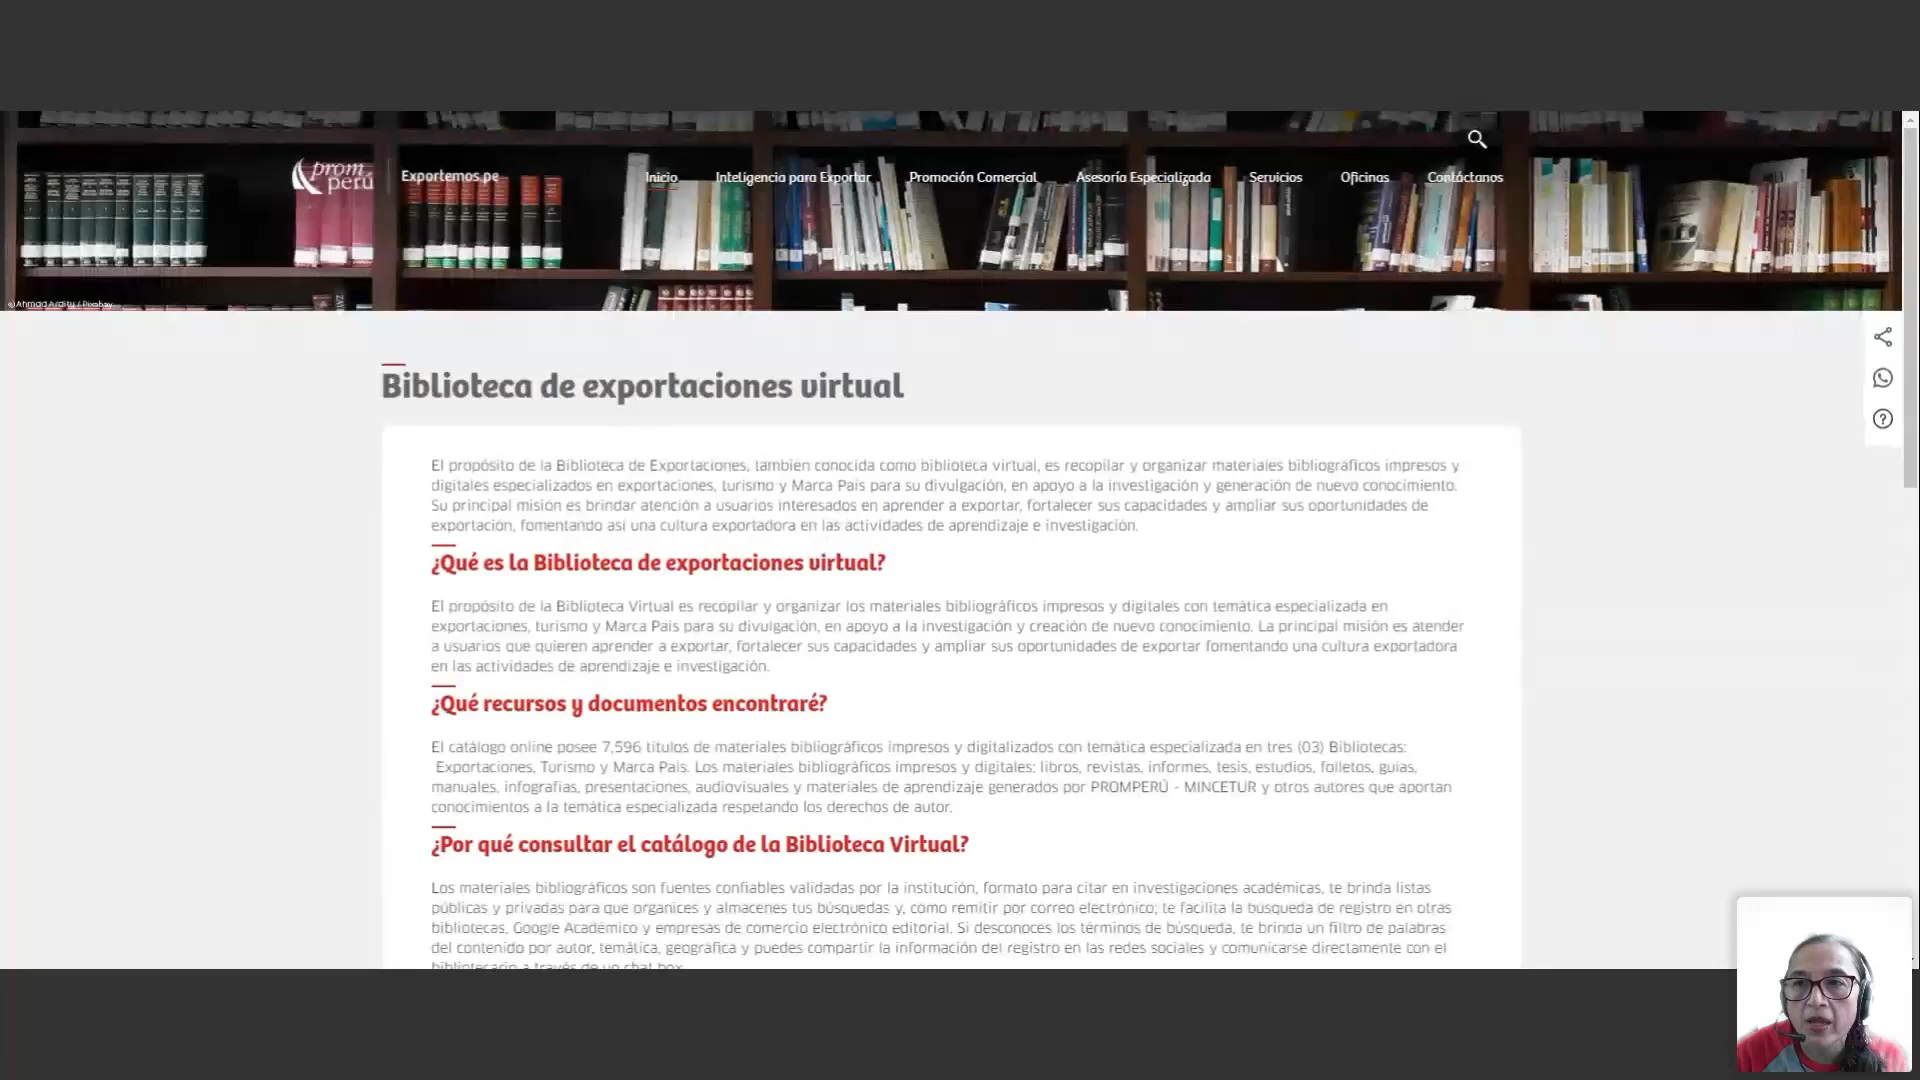 prom
perú
Exportemos.pe
Inicio
Inteligencia para Exportar
Promoción Comercial
Asesoría Especializada
Servicios
Oficinas
Contáctanos
©Ahmad Ardity / Pixabay
Biblioteca de exportaciones virtual
El propósito de la Biblioteca de Exportaciones, también conocida como biblioteca virtual, es recopilar y organizar materiales bibliográficos impresos y
digitales especializados en exportaciones, turismo y Marca País para su divulgación, en apoyo a la investigación y generación de nuevo conocimiento.
Su principal misión es brindar atención a usuarios interesados en aprender a exportar, fortalecer sus capacidades y ampliar sus oportunidades de
exportación, fomentando así una cultura exportadora en las actividades de aprendizaje e investigación.
¿Qué es la Biblioteca de exportaciones virtual?
El propósito de la Biblioteca Virtual es recopilar y organizar los materiales bibliográficos impresos y digitales con temática especializada en
exportaciones, turismo y Marca País para su divulgación, en apoyo a la investigación y creación de nuevo conocimiento. La principal misión es atender
a usuarios que quieren aprender a exportar, fortalecer sus capacidades y ampliar sus oportunidades de exportar fomentando una cultura exportadora
en las actividades de aprendizaje e investigación.
¿Qué recursos y documentos encontraré?
El catálogo online posee 7,596 títulos de materiales bibliográficos impresos y digitalizados con temática especializada en tres (03) Bibliotecas:
Exportaciones, Turismo y Marca País. Los materiales bibliográficos impresos y digitales: libros, revistas, informes, tesis, estudios, folletos, guías,
manuales, infografías, presentaciones, audiovisuales y materiales de aprendizaje generados por PROMPERÚ - MINCETUR y otros autores que aportan
conocimientos a la temática especializada respetando los derechos de autor.
¿Por qué consultar el catálogo de la Biblioteca Virtual?
Los materiales bibliográficos son fuentes confiables validadas por la institución, formato para citar en investigaciones académicas, te brinda listas
públicas y privadas para que organices y almacenes tus búsquedas y, como remitir por correo electrónico; te facilita la búsqueda de registro en otras
bibliotecas, Google Académico y empresas de comercio electrónico editorial. Si desconoces los términos de búsqueda, te brinda un filtro de palabras
del contenido por autor, temática, geográfica y puedes compartir la información del registro en las redes sociales y comunicarse directamente con el
bibliotecario a través de un chat box.